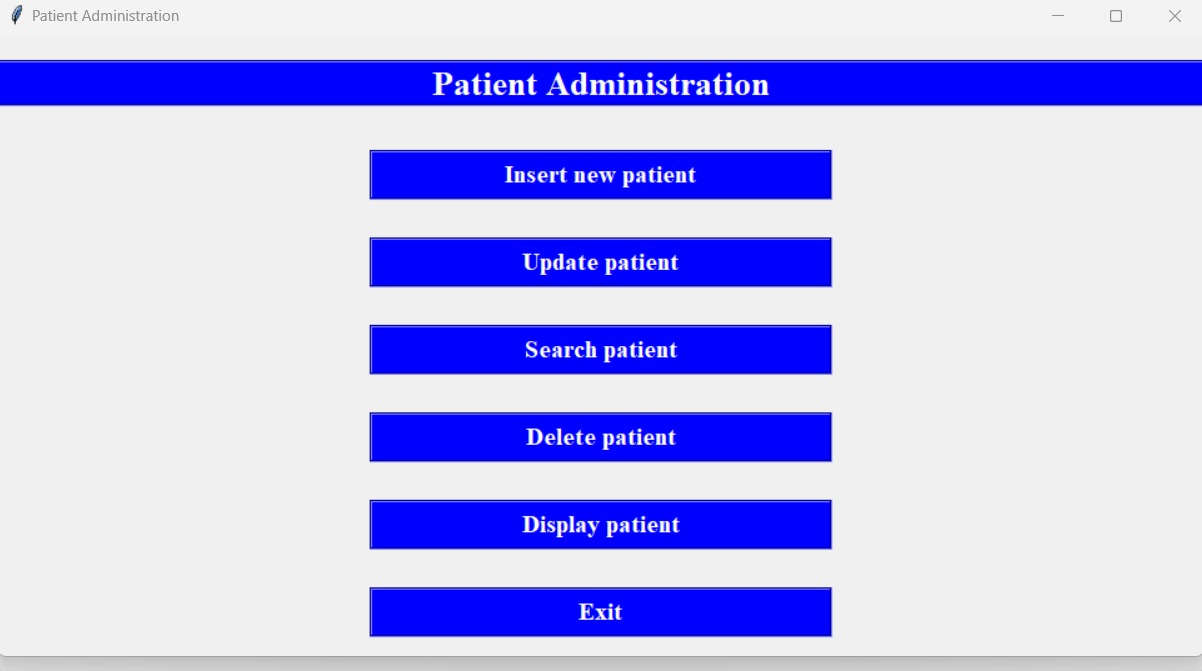 Patient Administration
Patient Administration
Insert new patient
Update patient
Search patient
Delete patient
Display patient
Exit